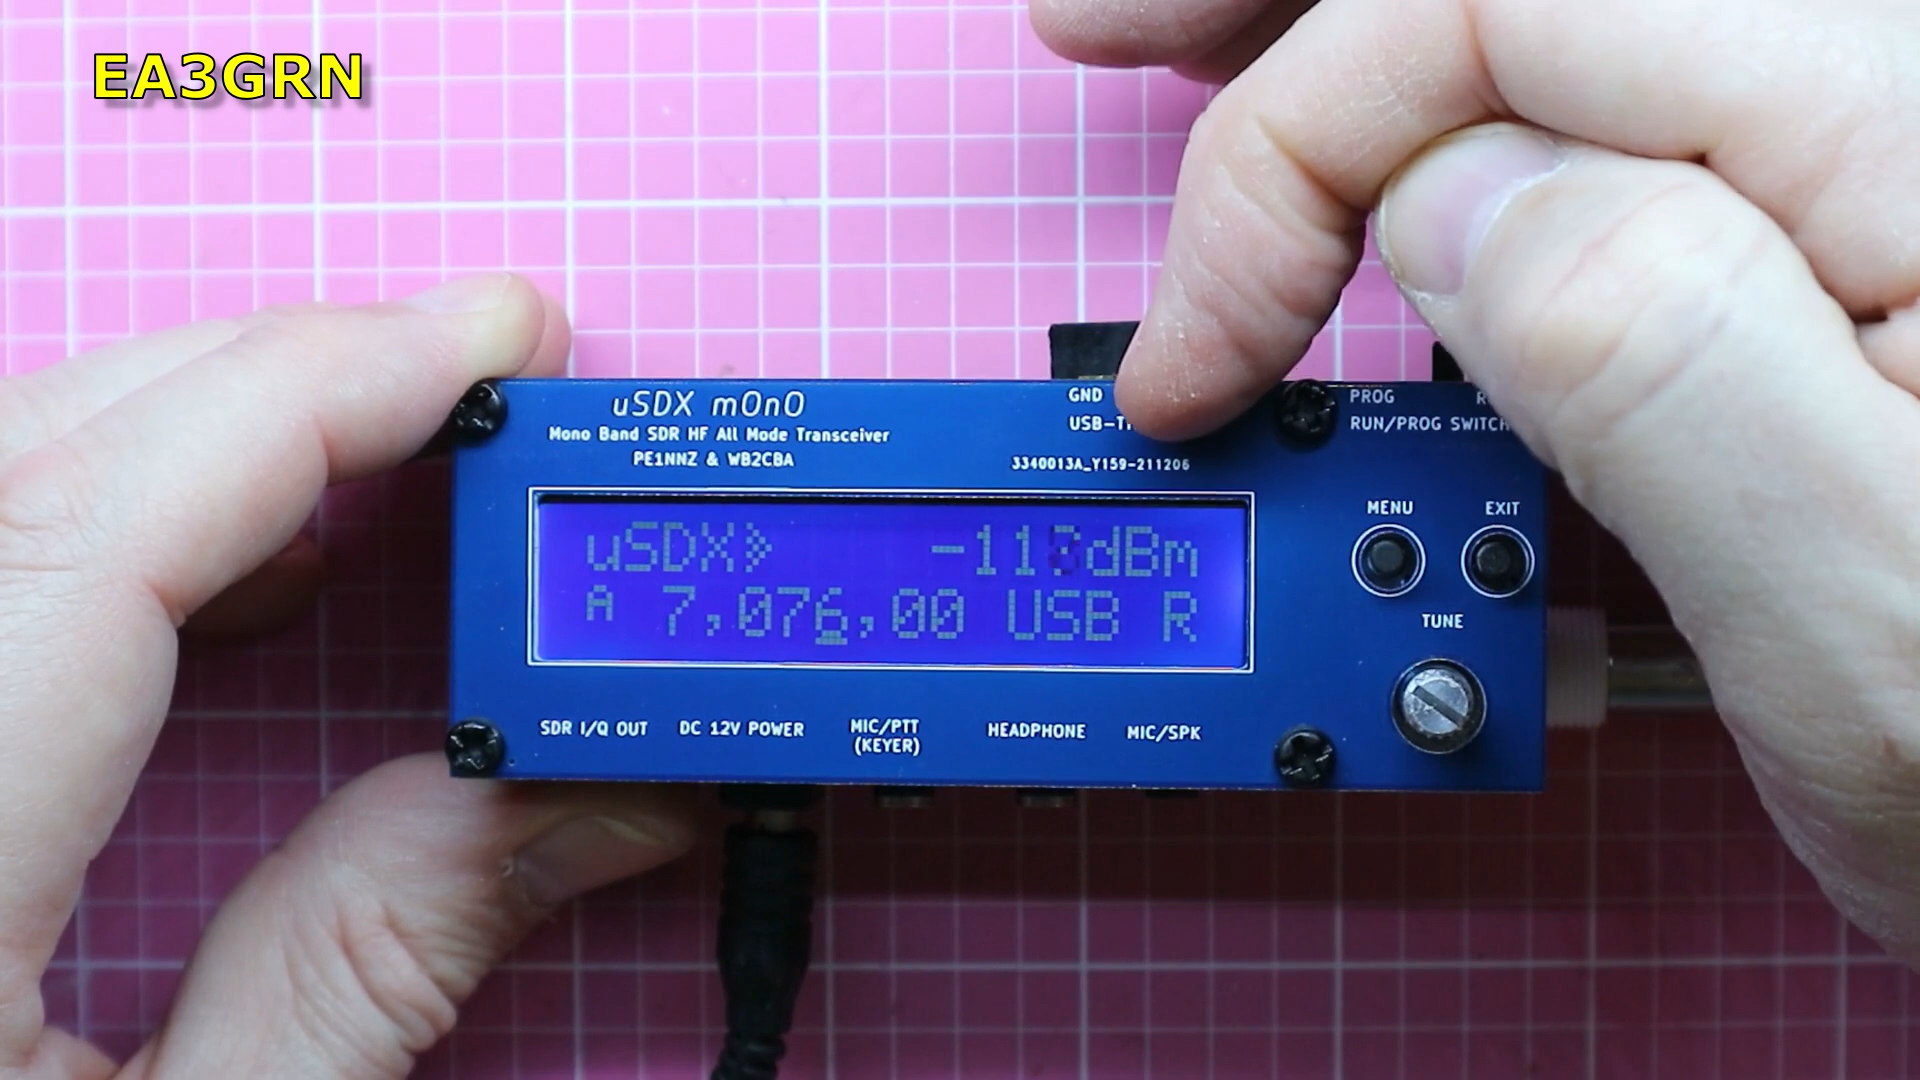 EA3GRN
uSDX mOnO
Mono Band SDR HF All Mode Transceiver
PE1NNZ & WB2CBA
GND
3340013A_Y159-211206
PROG
RUN/PROG SWITCH
uSDX
A 7,076,00 USB R
MENU
EXIT
TUNE
SDR I/Q OUT
DC 12V POWER
MIC/PTT
(KEYER)
HEADPHONE
MIC/SPK